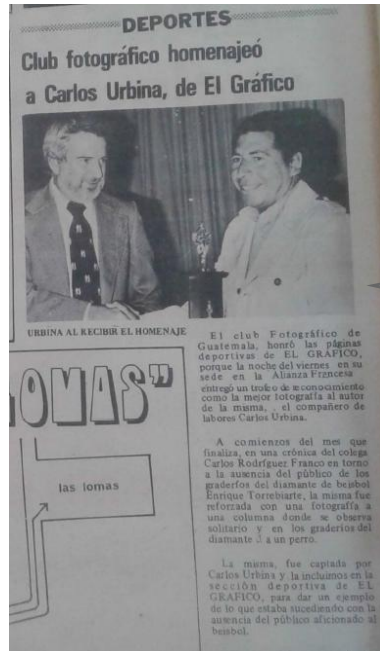 DEPORTES
Club fotográfico homenajeó
a Carlos Urbina, de El Gráfico
URBINA AL RECIBIR EL HOMENAJE
El club Fotográfico de
Guatemala, honró las páginas
deportivas de EL GRÁFICO,
porque la noche del viernes en su
sede en la Alianza Francesa
entregó un trofeo de reconocimiento
como la mejor fotografía al autor
de la misma, . el compañero de
labores Carlos Urbina.
A comienzos del mes que
finaliza, en una crónica del colega
Carlos Rodríguez Franco en torno
a la ausencia del público de los
graderíos del diamante de beisbol
Enrique Torrebiarte, la misma fue
reforzada con una fotografía a
una columna donde se observa
solitario y en los graderíos del
diamante .! a un perro.
La misma, fue captada por
Carlos Urbina y la incluimos en la
sección deportiva de EL
GRAFICO, para dar un ejemplo
de lo que estaba sucediendo con la
ausencia del público aficionado al
beisbol.
LOMAS"
las lomas